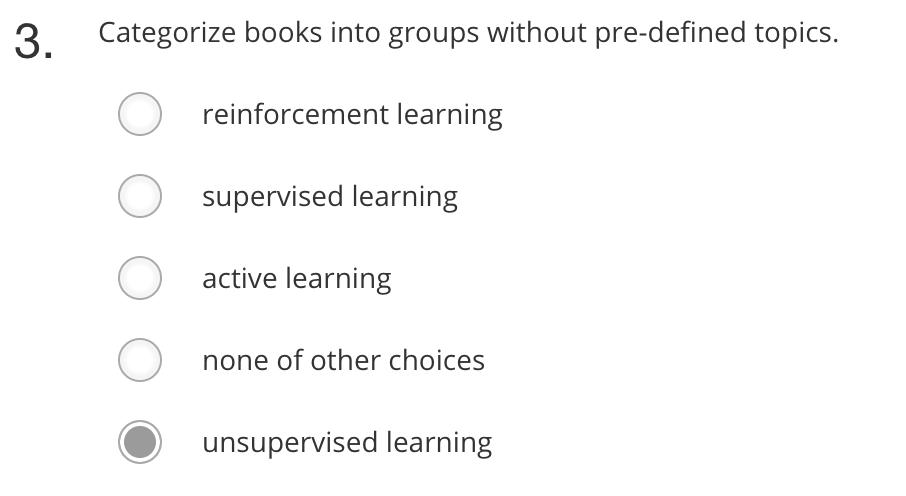 3. Categorize books into groups without pre-defined topics.
reinforcement learning
supervised learning
active learning
none of other choices
unsupervised learning